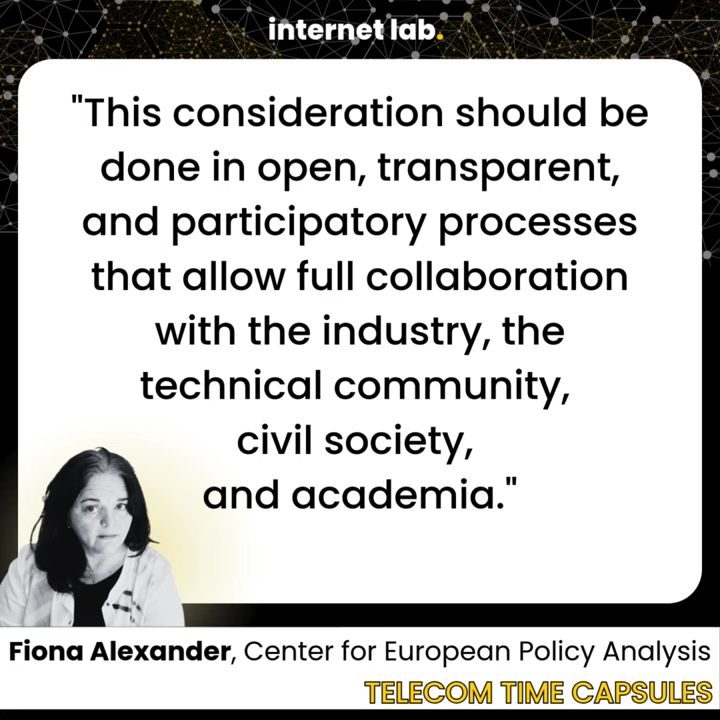 internet lab.
"This consideration should be
done in open, transparent,
and participatory processes
that allow full collaboration
with the industry, the
technical community,
civil society,
and academia."
Fiona Alexander, Center for European Policy Analysis
TELECOM TIME CAPSULES